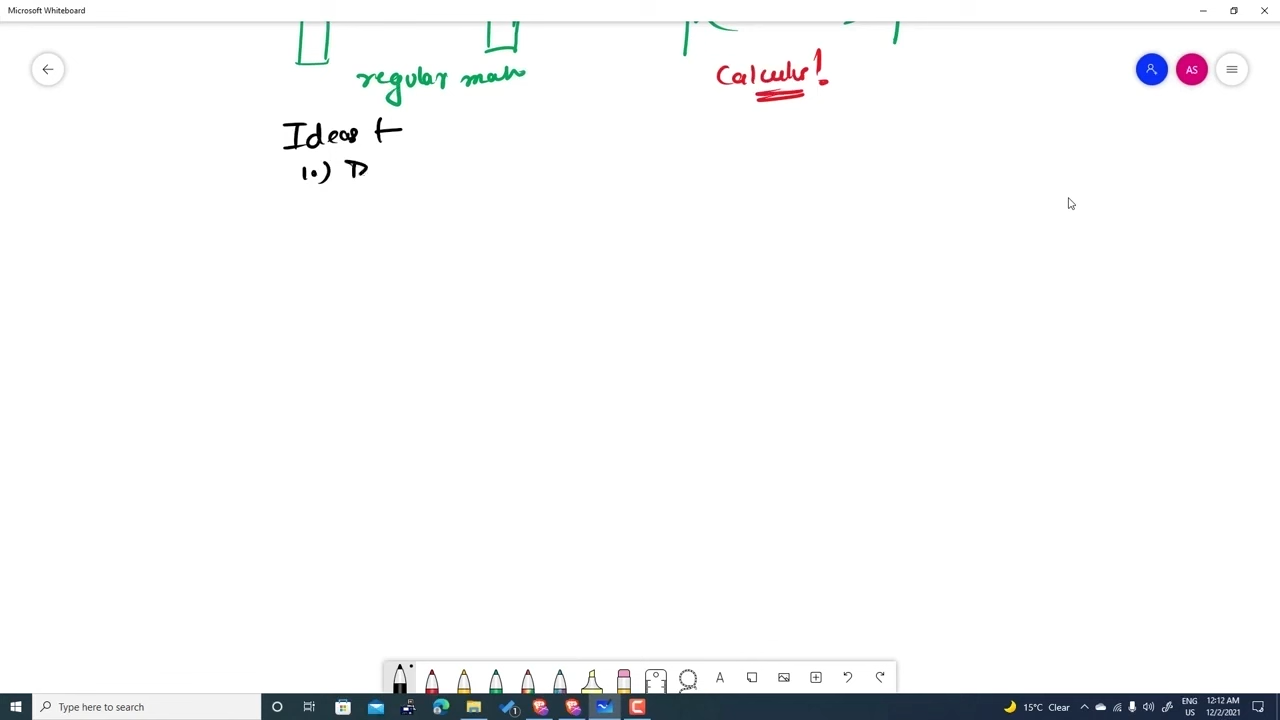 Microsoft Whiteboard
regular math
Calculus!
AS
Ideas
1.) D
A
Type here to search
15°C Clear
ENG
US
12:12 AM
12/2/2021